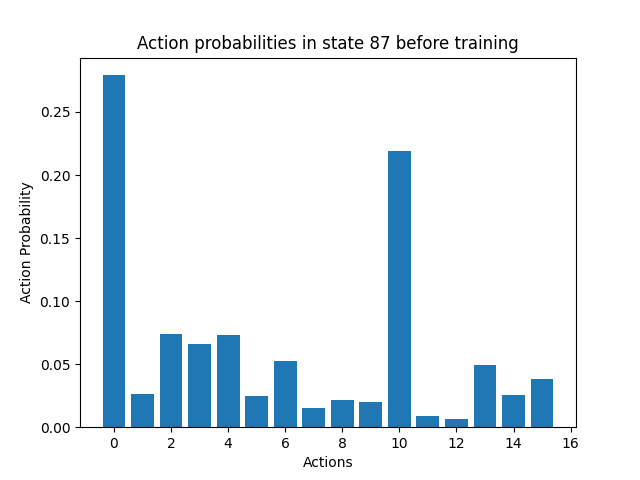 Action probabilities in state 87 before training
0.25
0.20
0.15
0.10
0.05
0.00
Action Probability
0 2 4 6 8 10 12 14 16
Actions